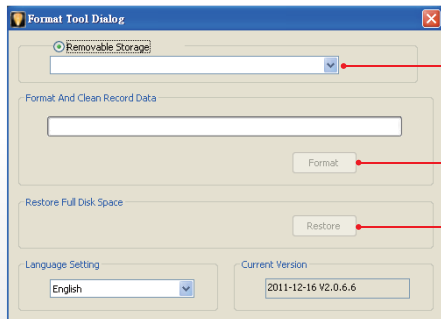 Format Tool Dialog
Removable Storage
Format And Clean Record Data
Format
Restore Full Disk Space
Restore
Language Setting
Current Version
English
2011-12-16 V2.0.6.6